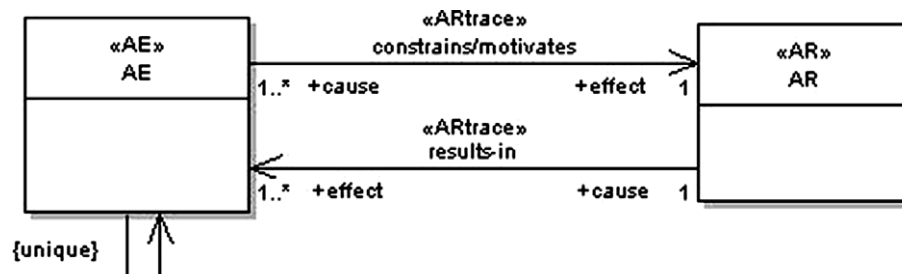 «ARtrace»
constrains/motivates
«AE»
AE
«AR»
AR
1..* +cause
+effect 1
«ARtrace»
results-in
1..* +effect
+cause 1
{unique}